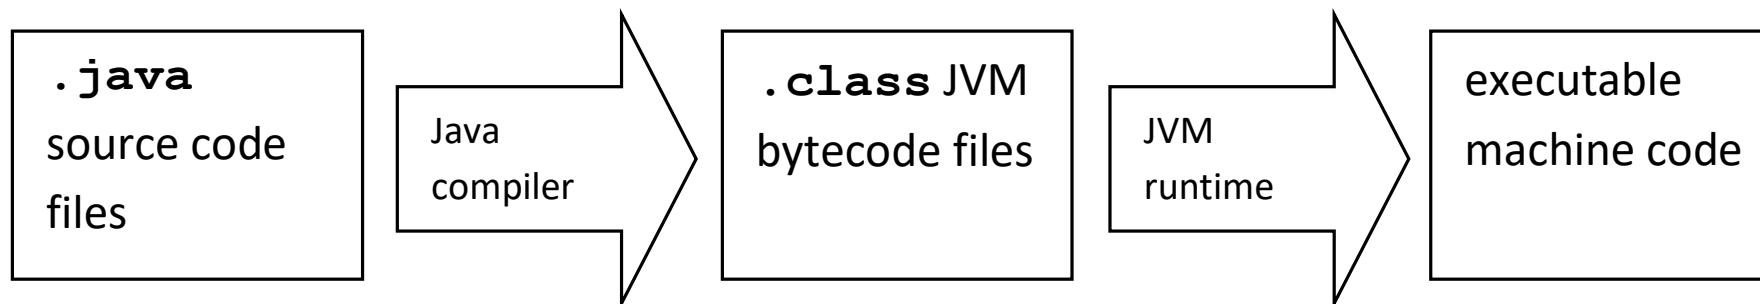 .java
source code
files
Java
compiler
.class JVM
bytecode files
JVM
runtime
executable
machine code